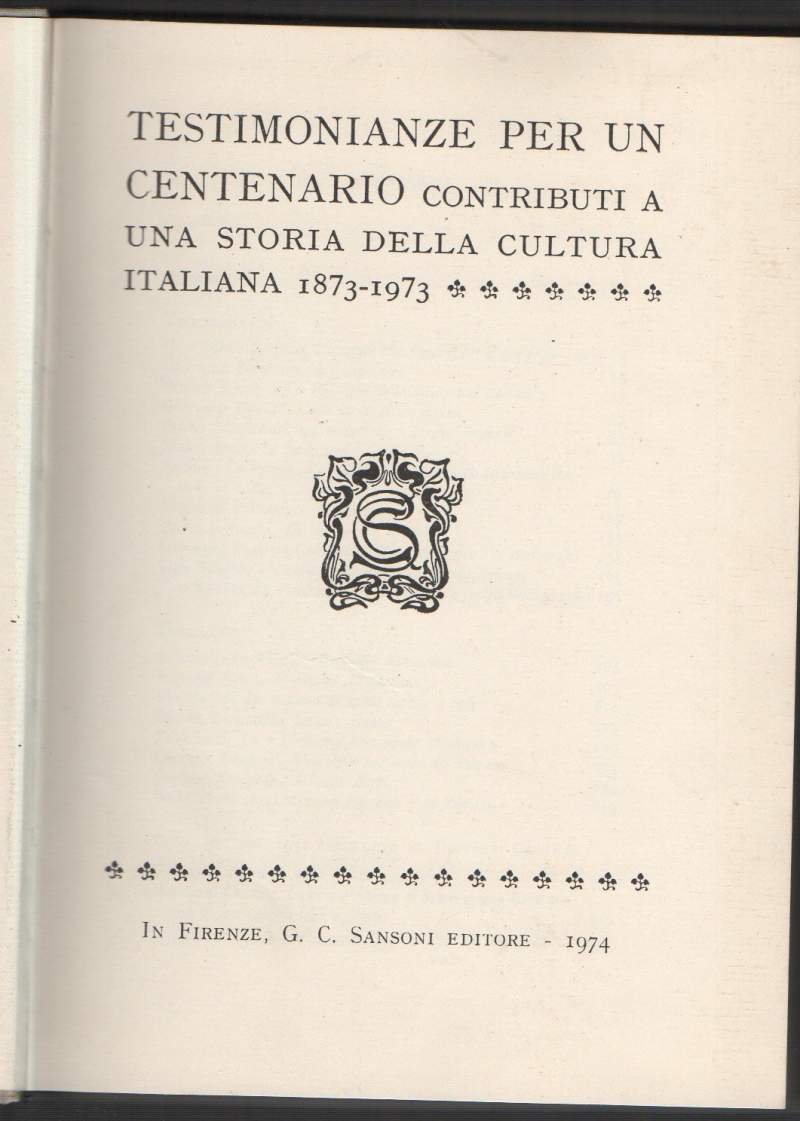 TESTIMONIANZE PER UN
CENTENARIO CONTRIBUTI A
UNA STORIA DELLA CULTURA
ITALIANA 1873-1973
IN FIRENZE, G. C. SANSONI EDITORE - 1974